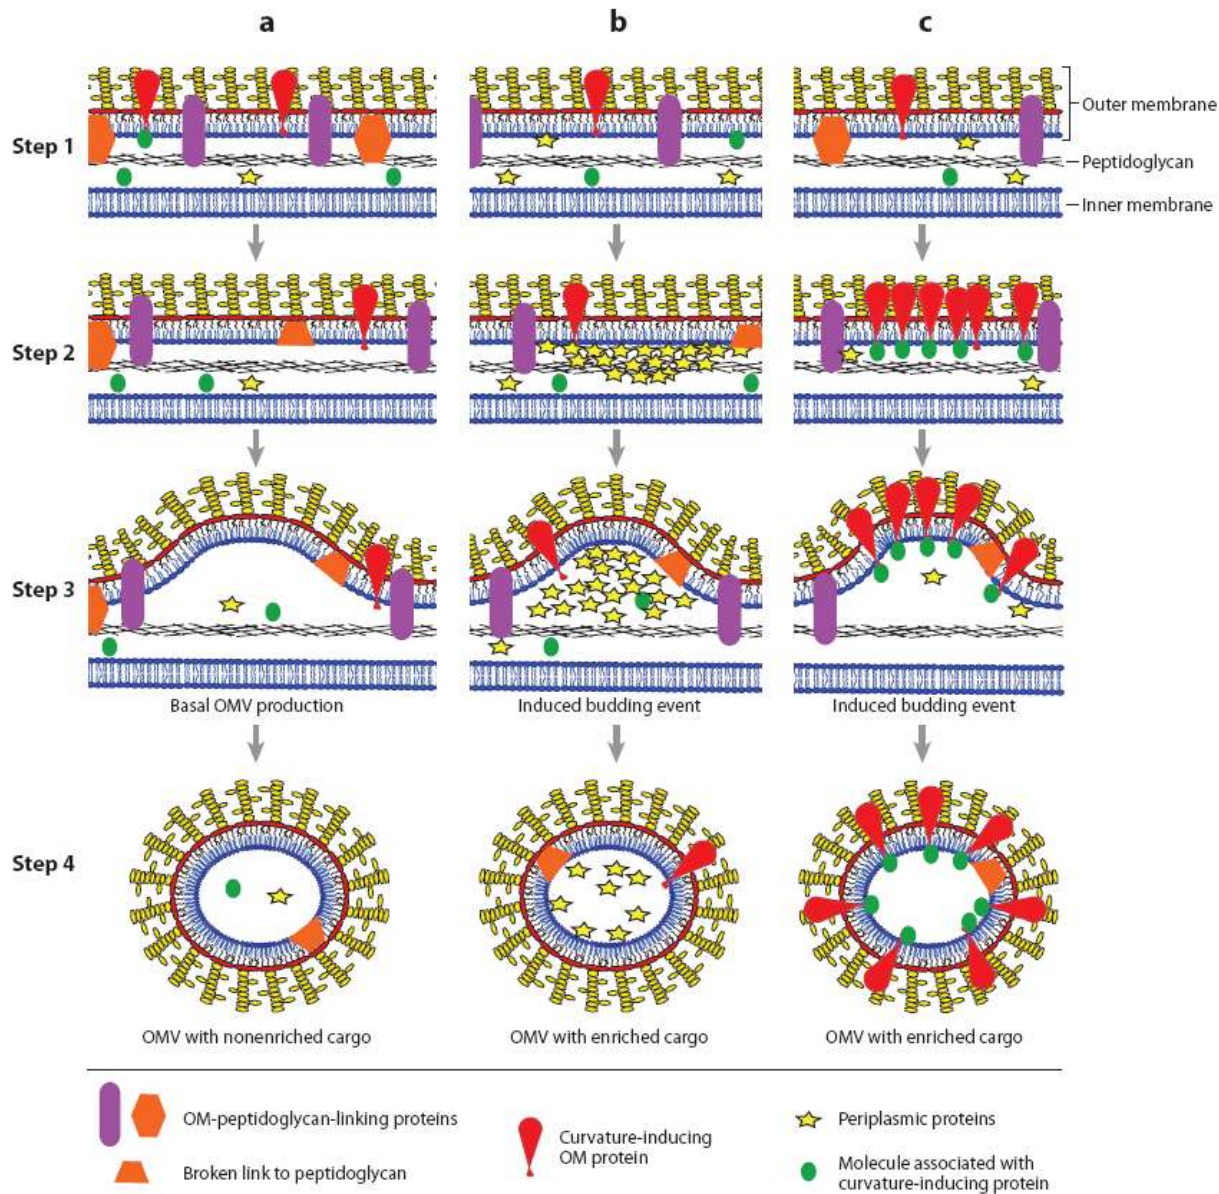 a b c
Step 1
Outer membrane
Peptidoglycan
Inner membrane
Step 2
Step 3
Basal OMV production
Induced budding event
Induced budding event
Step 4
OMV with nonenriched cargo
OMV with enriched cargo
OMV with enriched cargo
OM-peptidoglycan-linking proteins
Broken link to peptidoglycan
Curvature-inducing
OM protein
Periplasmic proteins
Molecule associated with
curvature-inducing protein